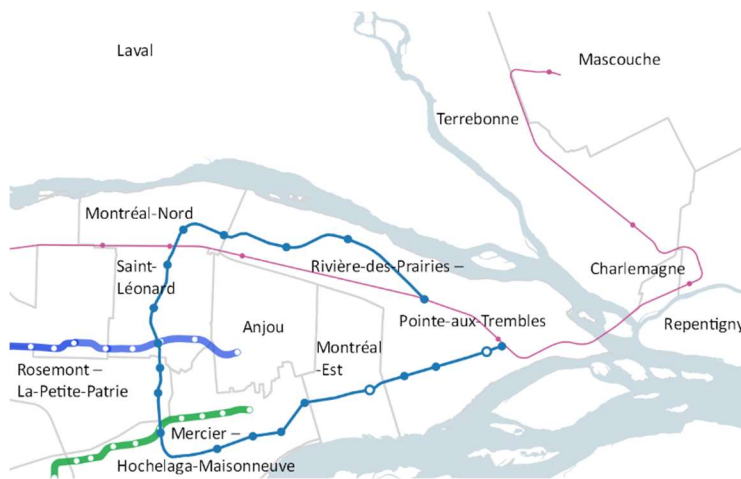 Laval
Mascouche
Terrebonne
Montréal-Nord
Saint-
Léonard
Rivière-des-Prairies –
Pointe-aux-Trembles
Charlemagne
Repentigny
Anjou
Montréal
-Est
Rosemont –
La-Petite-Patrie
Mercier –
Hochelaga-Maisonneuve